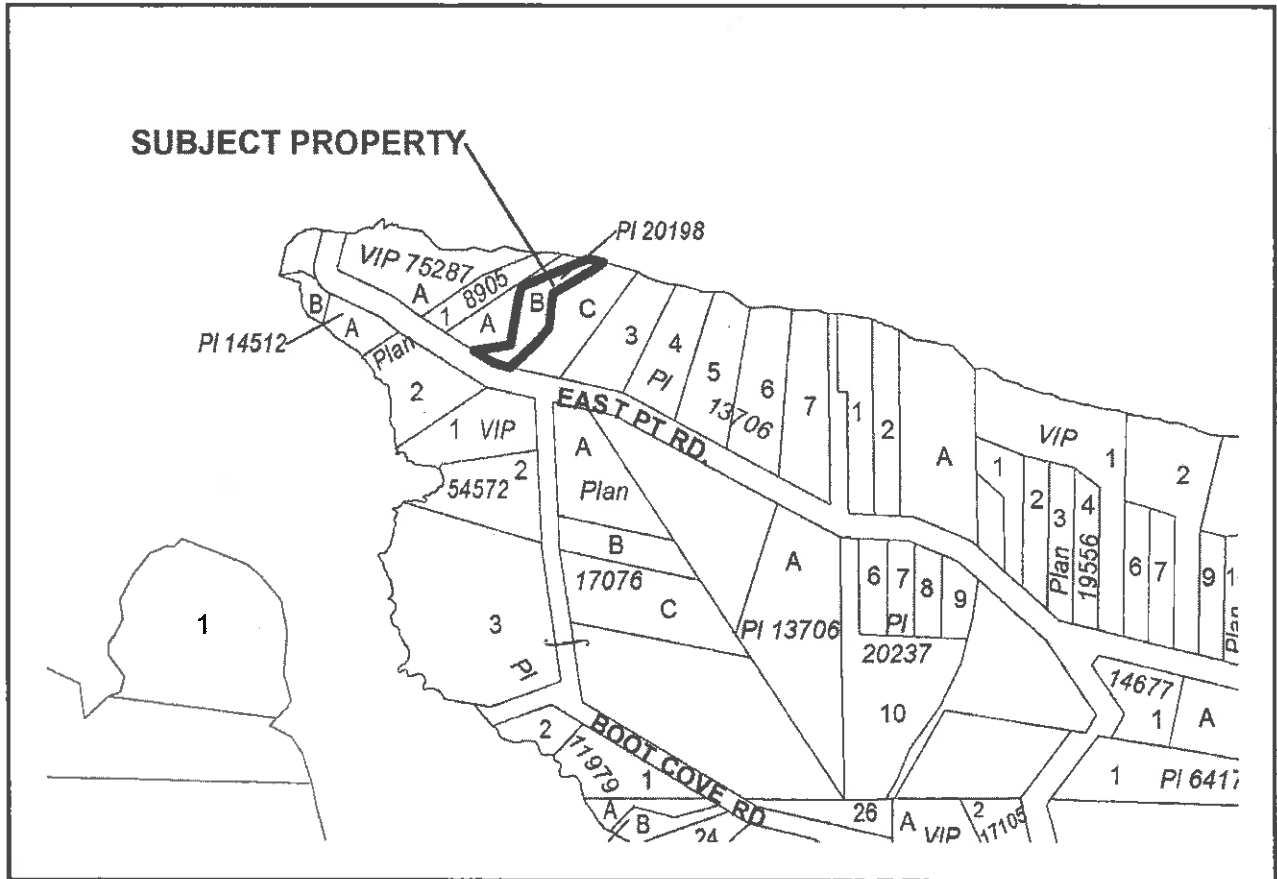 SUBJECT PROPERTY
PI 20198
VIP 75287
A
1 8905
B
A
B
C
B
A
PI 14512
Plan
2
3
4
PI
5
13706
6
7
1
2
A
EAST PT RD.
1 VIP
2
54572
A
Plan
B
17076
C
A
PI 13706
VIP
1
2
1
2
3
4
Plan 19556
6
7
9
1
Plan
6
7
8
9
PI
20237
10
1
3
PI
14677
1
A
1
PI 6417
BOOT COVE RD
2
11979
1
A
B
24
26
A
VIP
2
17105